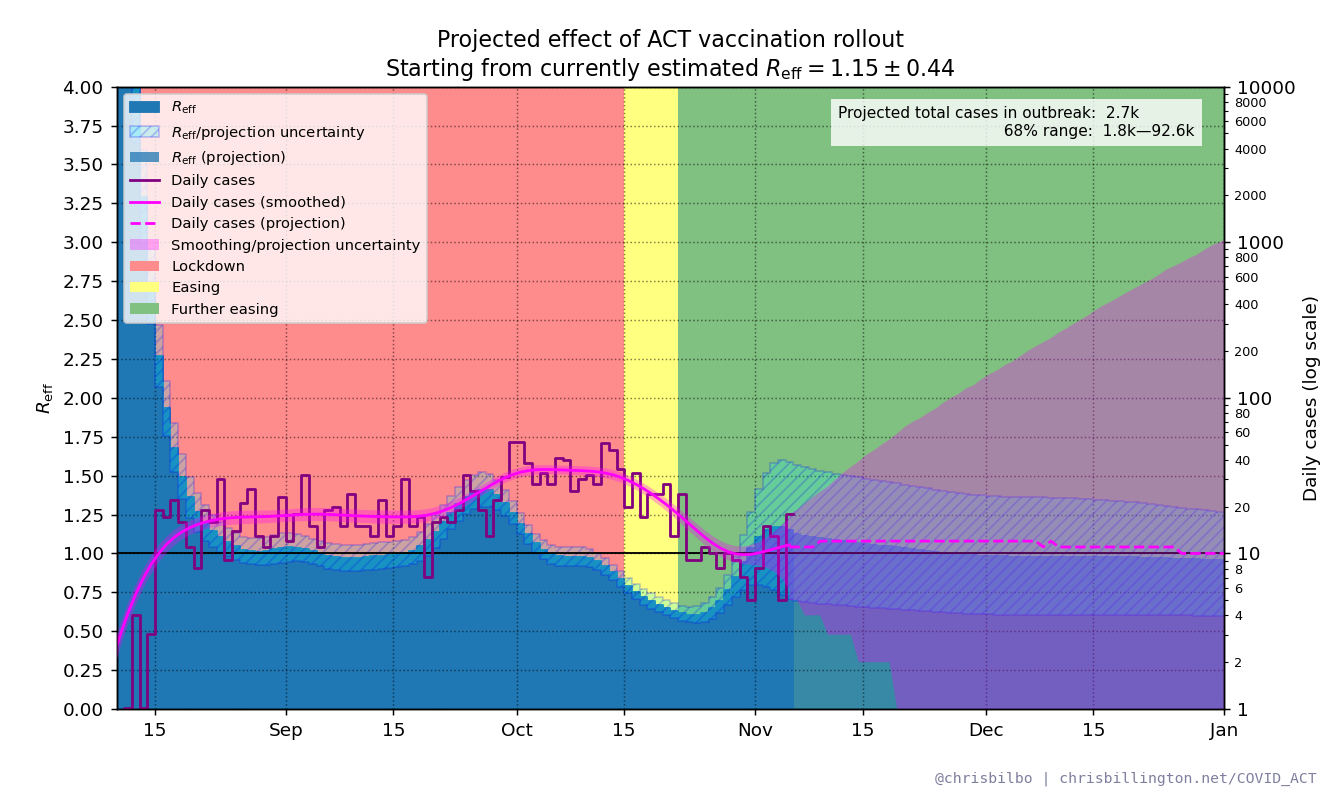 Projected effect of ACT vaccination rollout
Starting from currently estimated R_eff = 1.15 ± 0.44
4.00
3.75
3.50
3.25
3.00
2.75
2.50
2.25
2.00
1.75
1.50
1.25
1.00
0.75
0.50
0.25
0.00
R_eff
R_eff
R_eff/projection uncertainty
R_eff (projection)
Daily cases
Daily cases (smoothed)
Daily cases (projection)
Smoothing/projection uncertainty
Lockdown
Easing
Further easing
Projected total cases in outbreak: 2.7k
68% range: 1.8k—92.6k
10000
8000
6000
4000
2000
1000
800
600
400
200
100
80
60
40
20
10
8
6
4
2
1
Daily cases (log scale)
15 Sep 15 Oct 15 Nov 15 Dec 15 Jan
@chrisbilbo | chrisbillington.net/COVID_ACT